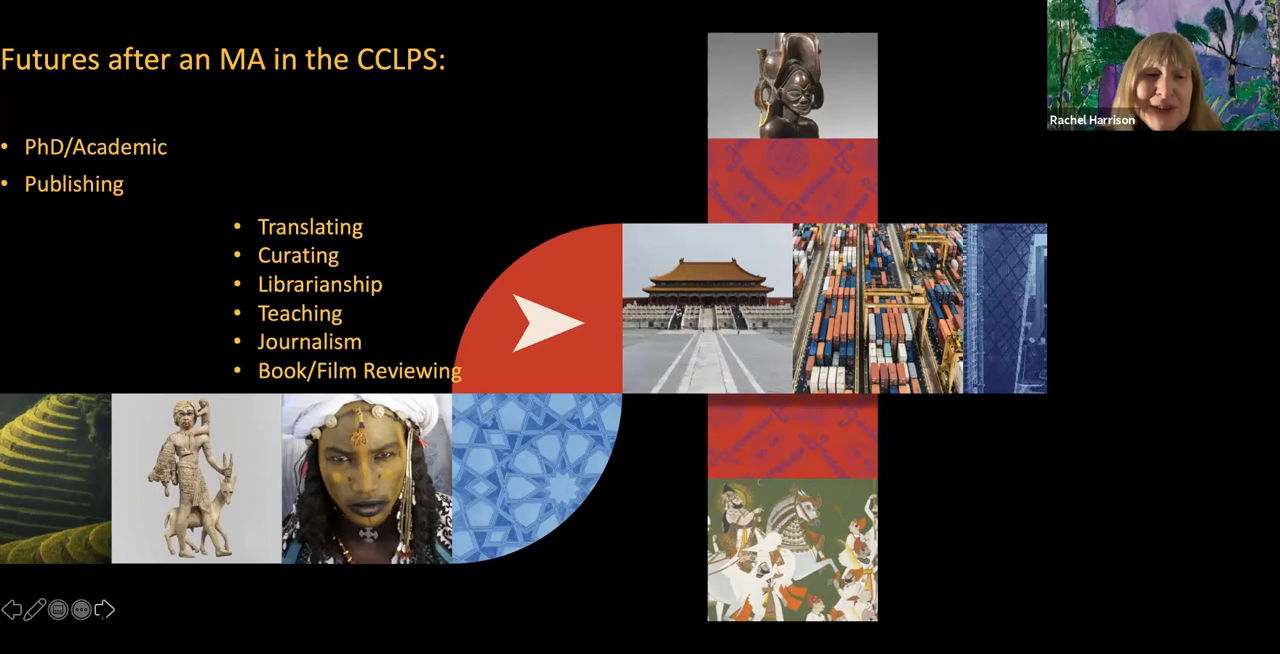 Futures after an MA in the CCLPS:
• PhD/Academic
• Publishing
• Translating
• Curating
• Librarianship
• Teaching
• Journalism
• Book/Film Reviewing
Rachel Harrison